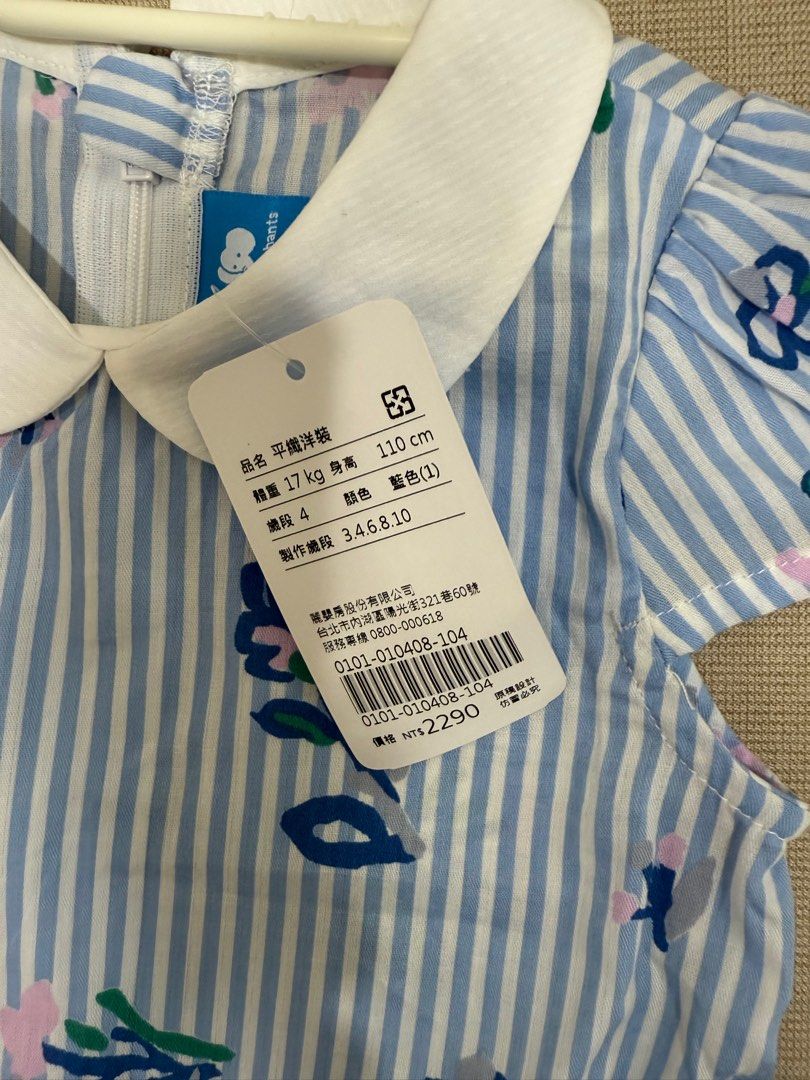 hants
品名 平織洋裝
體重 17 kg 身高 110 cm
歲段 4 顏色 藍色(1)
製作歲段 3.4.6.8.10
麗嬰房股份有限公司
台北市內湖區陽光街321巷60號
服務專線 0800-000618
0101-010408-104
0101-010408-104
價格 NT$2290
原稿設計
仿冒必究